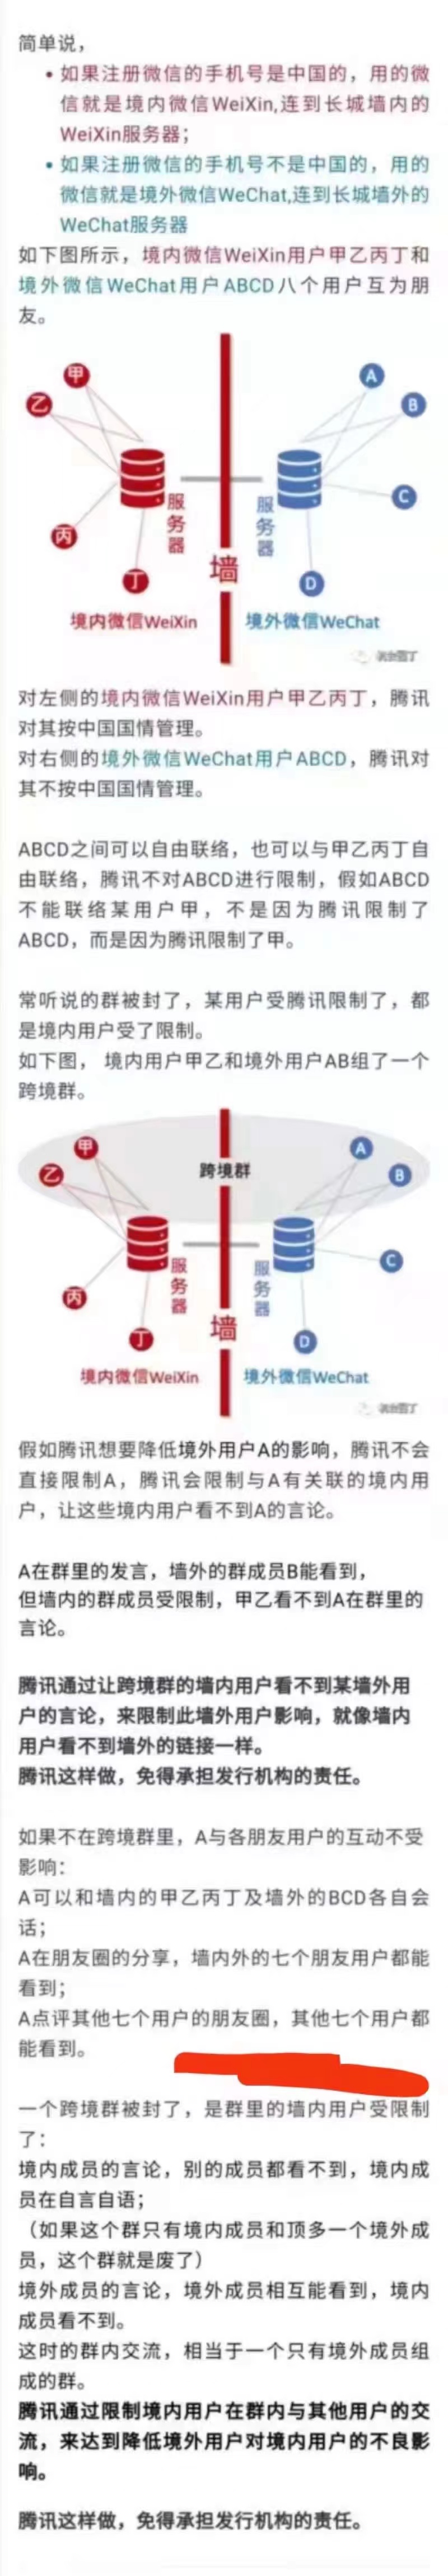 简单说，
• 如果注册微信的手机号是中国的，用的微
信就是境内微信WeiXin,连到长城墙内的
WeiXin服务器；
• 如果注册微信的手机号不是中国的，用的
微信就是境外微信WeChat,连到长城墙外的
WeChat服务器
如下图所示，境内微信WeiXin用户甲乙丙丁和
境外微信WeChat用户ABCD八个用户互为朋
友。
甲
乙
丙
丁
服务器
墙
服务器
A
B
C
D
境内微信WeiXin
境外微信WeChat
对左侧的境内微信WeiXin用户甲乙丙丁，腾讯
对其按中国国情管理。
对右侧的境外微信WeChat用户ABCD，腾讯对
其不按中国国情管理。
ABCD之间可以自由联络，也可以与甲乙丙丁自
由联络，腾讯不对ABCD进行限制，假如ABCD
不能联络某用户甲，不是因为腾讯限制了
ABCD，而是因为腾讯限制了甲。
常听说的群被封了，某用户受腾讯限制了，都
是境内用户受了限制。
如下图， 境内用户甲乙和境外用户AB组了一个
跨境群。
甲
乙
丙
丁
跨境群
服务器
墙
服务器
A
B
C
D
境内微信WeiXin
境外微信WeChat
假如腾讯想要降低境外用户A的影响，腾讯不会
直接限制A，腾讯会限制与A有关联的境内用
户，让这些境内用户看不到A的言论。
A在群里的发言，墙外的群成员B能看到，
但墙内的群成员受限制，甲乙看不到A在群里的
言论。
腾讯通过让跨境群的墙内用户看不到某墙外用
户的言论，来限制此墙外用户影响，就像墙内
用户看不到墙外的链接一样。
腾讯这样做，免得承担发行机构的责任。
如果不在跨境群里，A与各朋友用户的互动不受
影响：
A可以和墙内的甲乙丙丁及墙外的BCD各自会
话；
A在朋友圈的分享，墙内外的七个朋友用户都能
看到；
A点评其他七个用户的朋友圈，其他七个用户都
能看到。
一个跨境群被封了，是群里的墙内用户受限制
了：
境内成员的言论，别的成员都看不到，境内成
员在自言自语；
（如果这个群只有境内成员和顶多一个境外成
员，这个群就是废了）
境外成员的言论，境外成员相互能看到，境内
成员看不到。
这时的群内交流，相当于一个只有境外成员组
成的群。
腾讯通过限制境内用户在群内与其他用户的交
流，来达到降低境外用户对境内用户的不良影
响。
腾讯这样做，免得承担发行机构的责任。